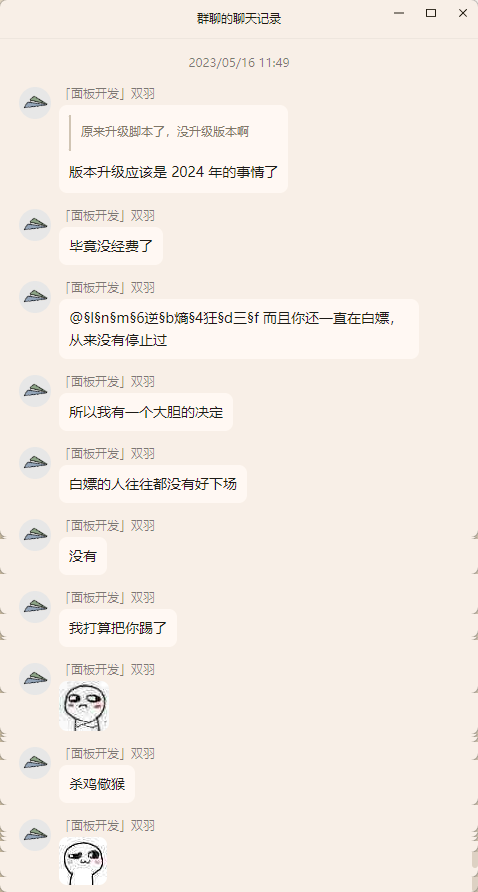 群聊的聊天记录
2023/05/16 11:49
「面板开发」双羽
原来升级脚本了，没升级版本啊
版本升级应该是 2024 年的事情了
「面板开发」双羽
毕竟没经费了
「面板开发」双羽
@§l§n§m§6逆§b熵§4狂§d三§f 而且你还一直在白嫖，
从来没有停止过
「面板开发」双羽
所以我有一个大胆的决定
「面板开发」双羽
白嫖的人往往都没有好下场
「面板开发」双羽
没有
「面板开发」双羽
我打算把你踢了
「面板开发」双羽
「面板开发」双羽
杀鸡儆猴
「面板开发」双羽